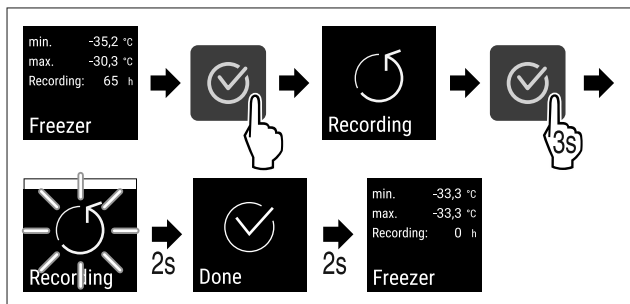 min. -35,2 °C
max. -30,3 °C
Recording: 65 h
Freezer
Recording
3s
Recording
2s
Done
2s
min. -33,3 °C
max. -33,3 °C
Recording: 0 h
Freezer